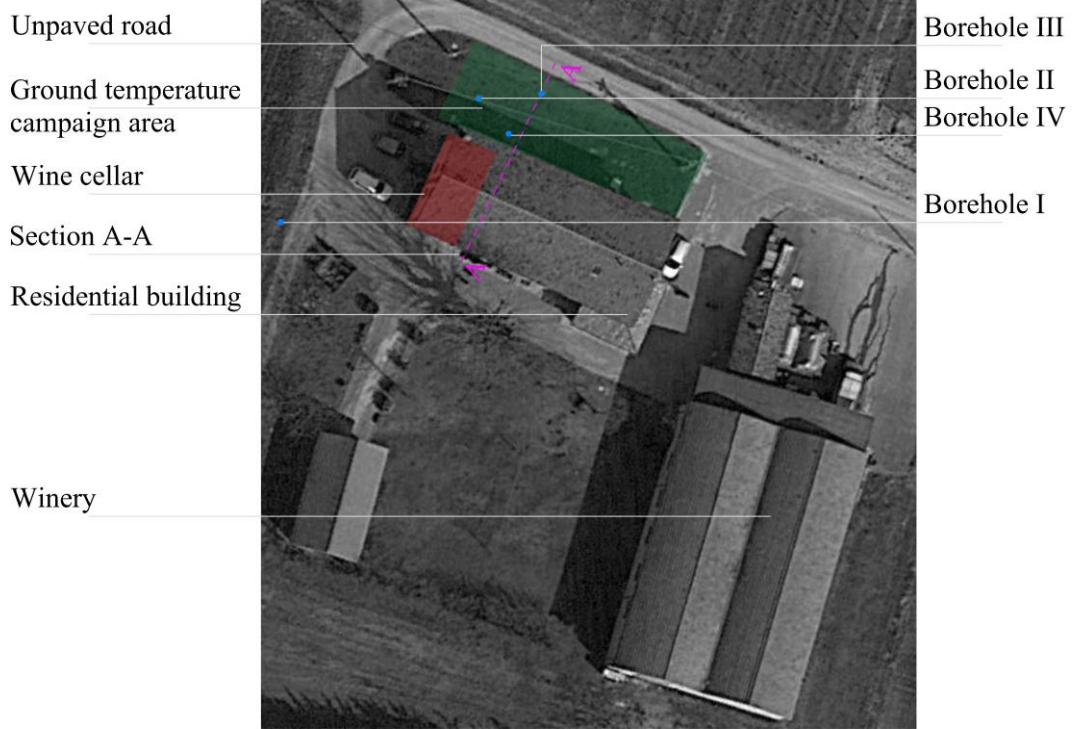 Unpaved road
Ground temperature
campaign area
Wine cellar
Section A-A
Residential building
Winery
Borehole III
Borehole II
Borehole IV
Borehole I
A
A